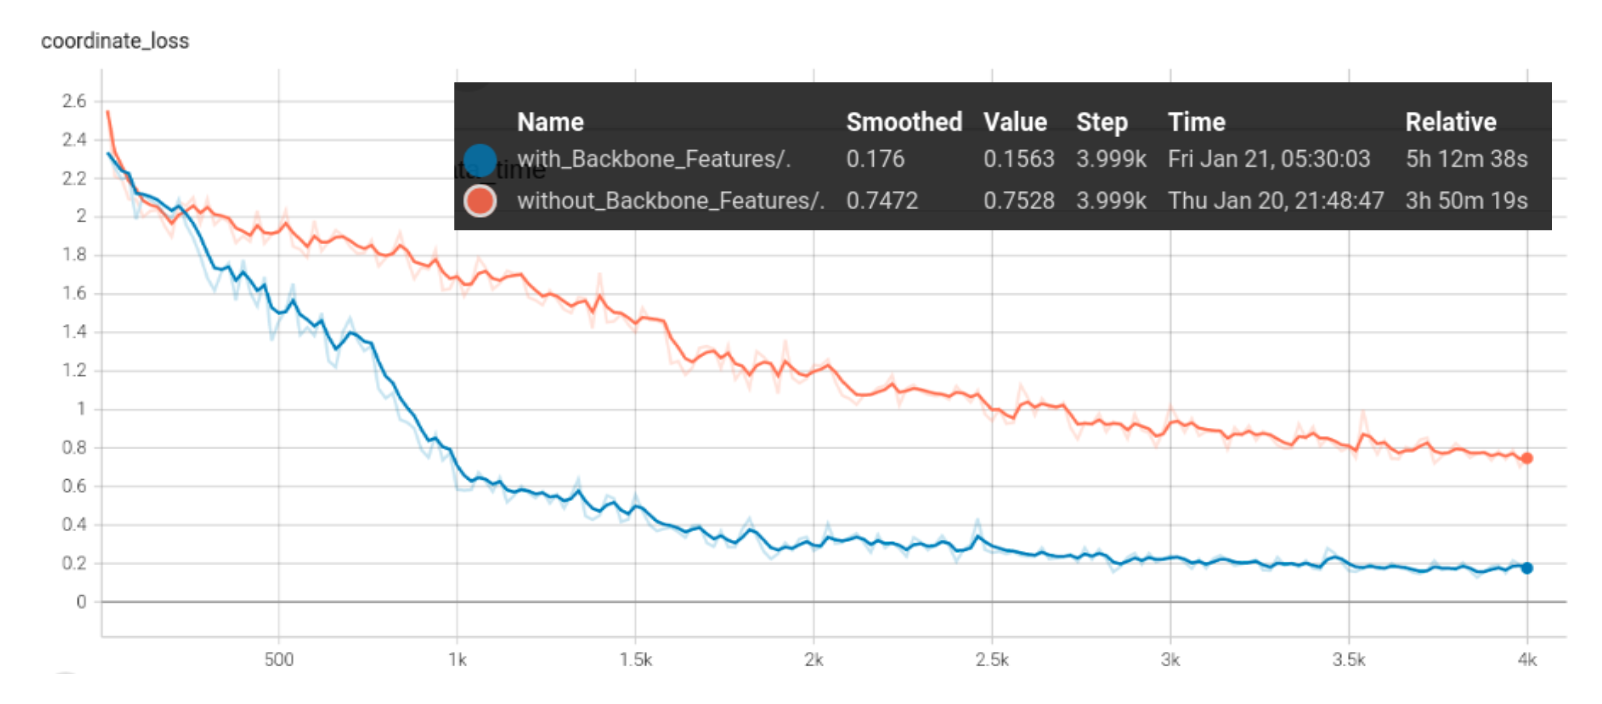 coordinate_loss
Name Smoothed Value Step Time Relative
with_Backbone_Features/. 0.176 0.1563 3.999k Fri Jan 21, 05:30:03 5h 12m 38s
without_Backbone_Features/. 0.7472 0.7528 3.999k Thu Jan 20, 21:48:47 3h 50m 19s
2.6
2.4
2.2
2
1.8
1.6
1.4
1.2
1
0.8
0.6
0.4
0.2
0
500 1k 1.5k 2k 2.5k 3k 3.5k 4k